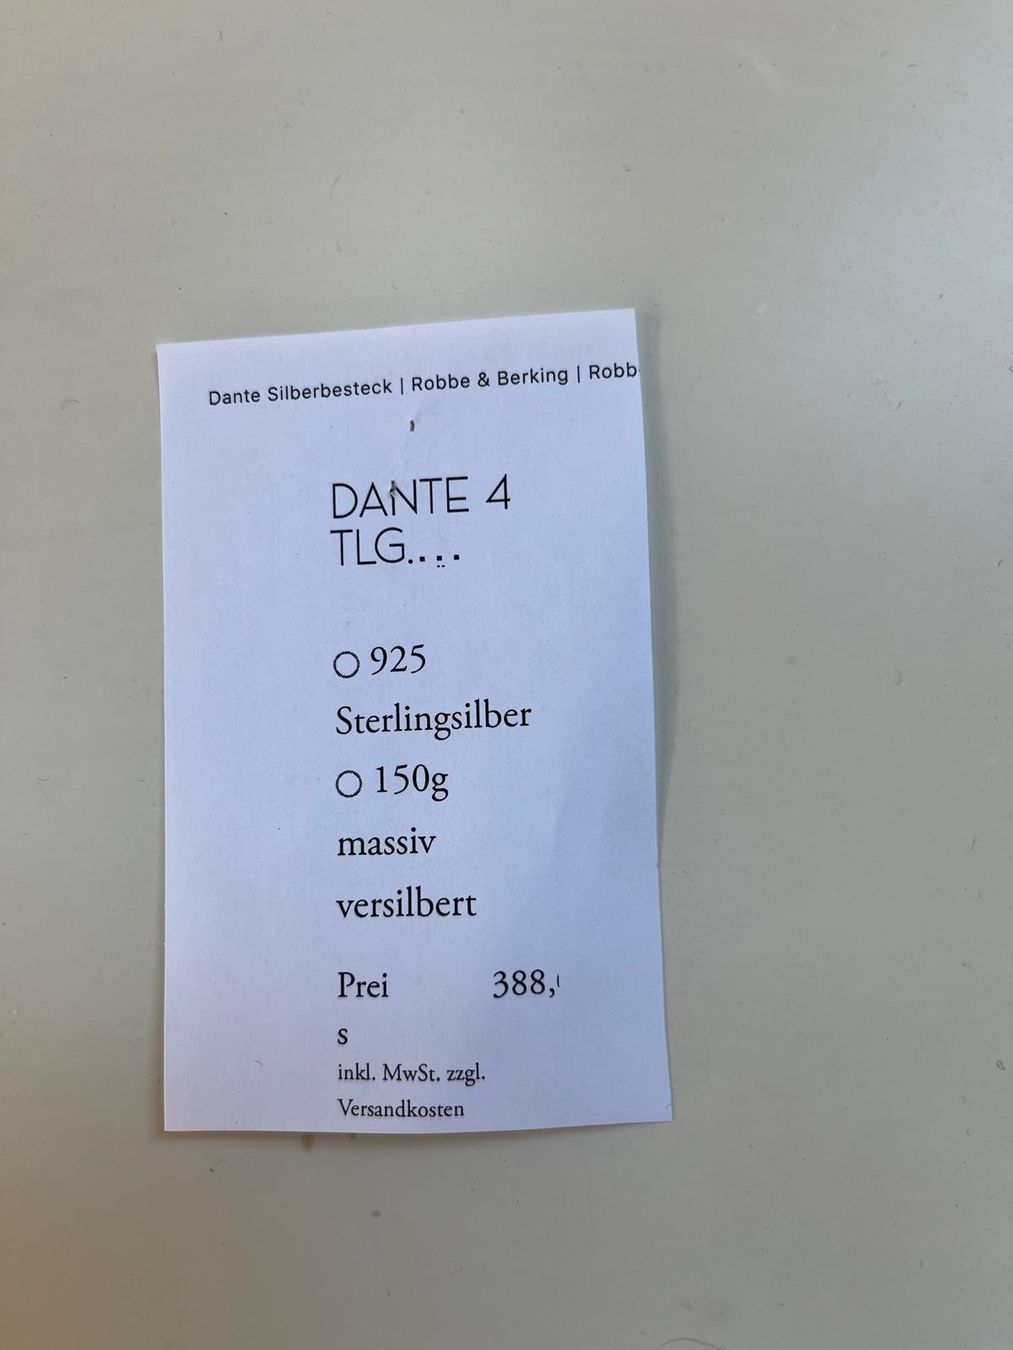 Dante Silberbesteck | Robbe & Berking | Robb
DANTE 4
TLG....
925
Sterlingsilber
150g
massiv
versilbert
Prei 388,
s
inkl. MwSt. zzgl.
Versandkosten